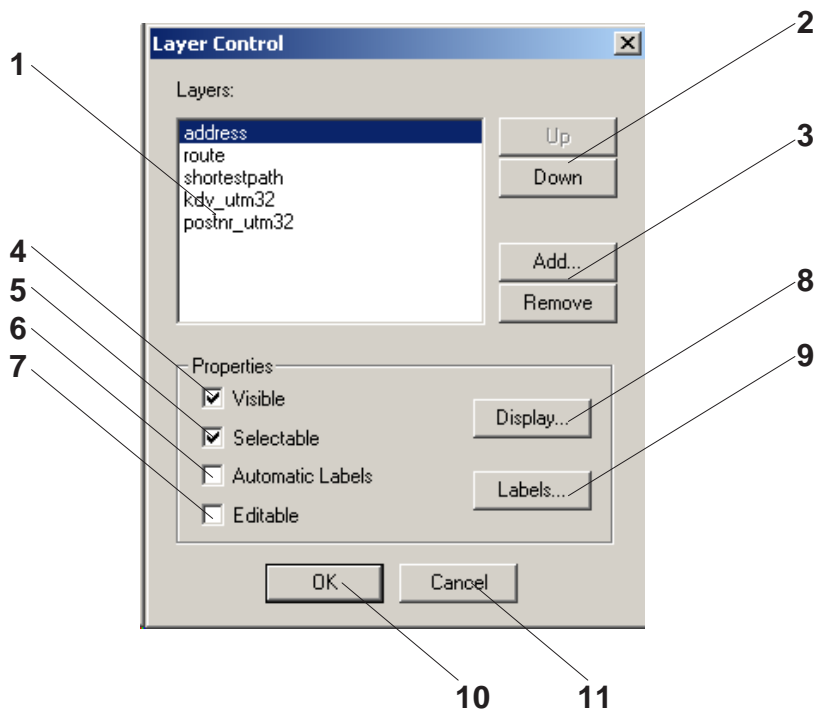 2
Layer Control
1
Layers:
address
Up
3
route
shortestpath
Down
kdv_utm32
postnr_utm32
4
Add...
8
5
Remove
6
7
Properties
9
Visible
Display...
Selectable
Automatic Labels
Labels...
Editable
OK
Cancel
10
11